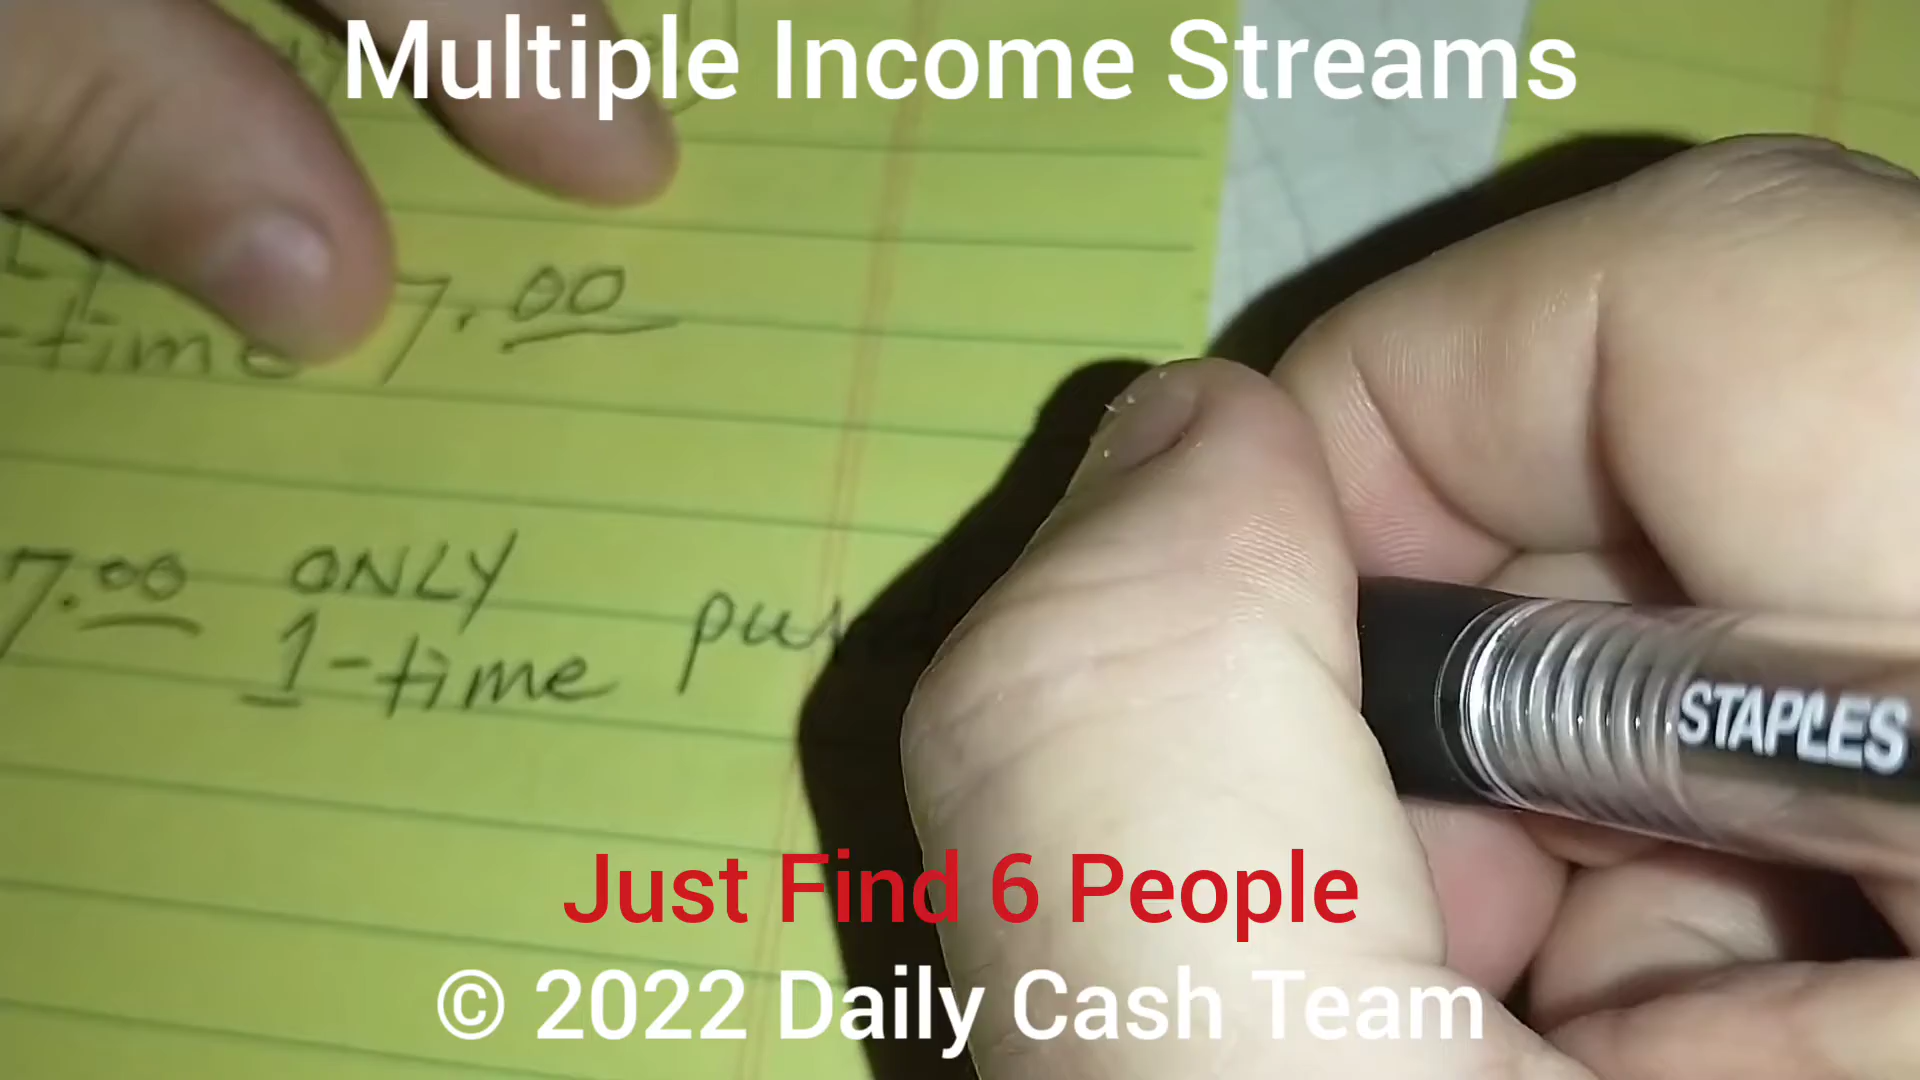 Multiple Income Streams
7.00
-time
7.00 ONLY
1-time
STAPLES
Just Find 6 People
© 2022 Daily Cash Team